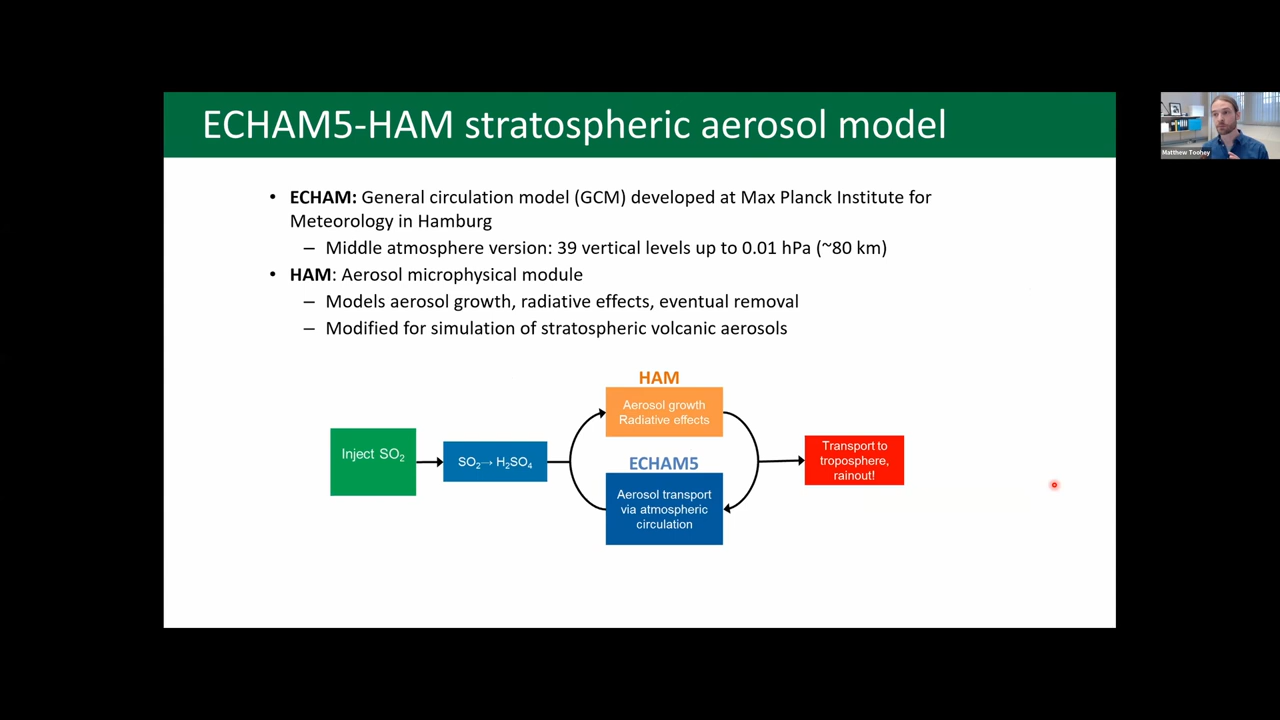 ECHAM5-HAM stratospheric aerosol model
Matthew Toohey
• ECHAM: General circulation model (GCM) developed at Max Planck Institute for
Meteorology in Hamburg
– Middle atmosphere version: 39 vertical levels up to 0.01 hPa (~80 km)
• HAM: Aerosol microphysical module
– Models aerosol growth, radiative effects, eventual removal
– Modified for simulation of stratospheric volcanic aerosols
HAM
Aerosol growth
Radiative effects
Inject SO₂
SO₂→ H₂SO₄
ECHAM5
Aerosol transport
via atmospheric
circulation
Transport to
troposphere,
rainout!